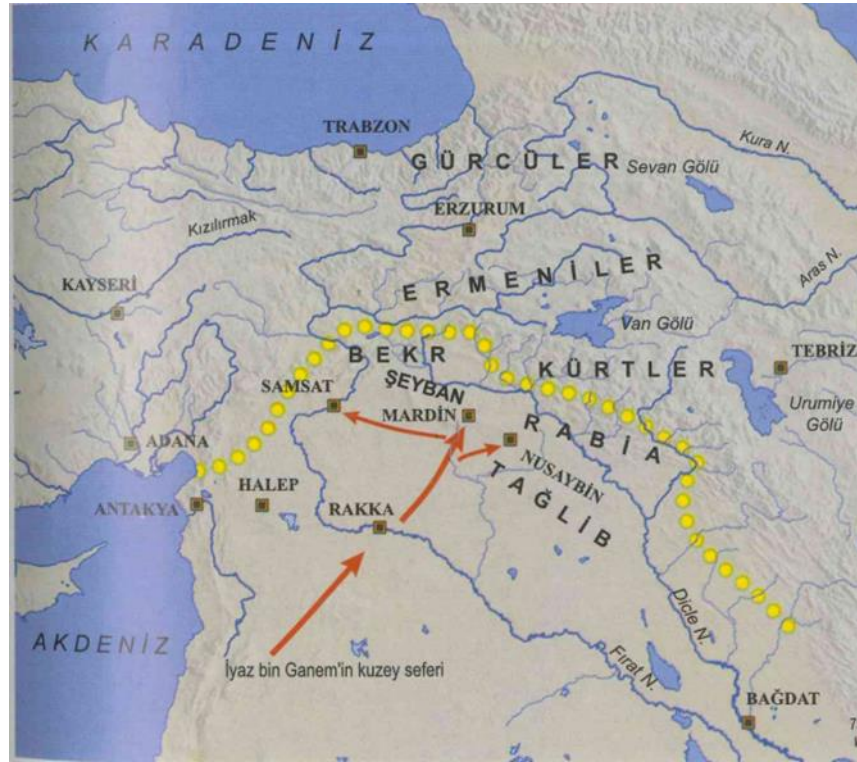 KARADENİZ
TRABZON
GÜRCÜLER
Sevan Gölü
Kura N.
ERZURUM
Kızılırmak
KAYSERİ
ERMENİLER
Aras N.
Van Gölü
TEBRİZ
BEKR
KÜRTLER
ŞEYBAN
SAMSAT
MARDİN
Urumiye
Gölü
RABİA
ADANA
NUSAYBİN
HALEP
TAĞLİB
ANTAKYA
RAKKA
Dicle N.
AKDENİZ
İyaz bin Ganem'in kuzey seferi
Fırat N.
BAĞDAT
7